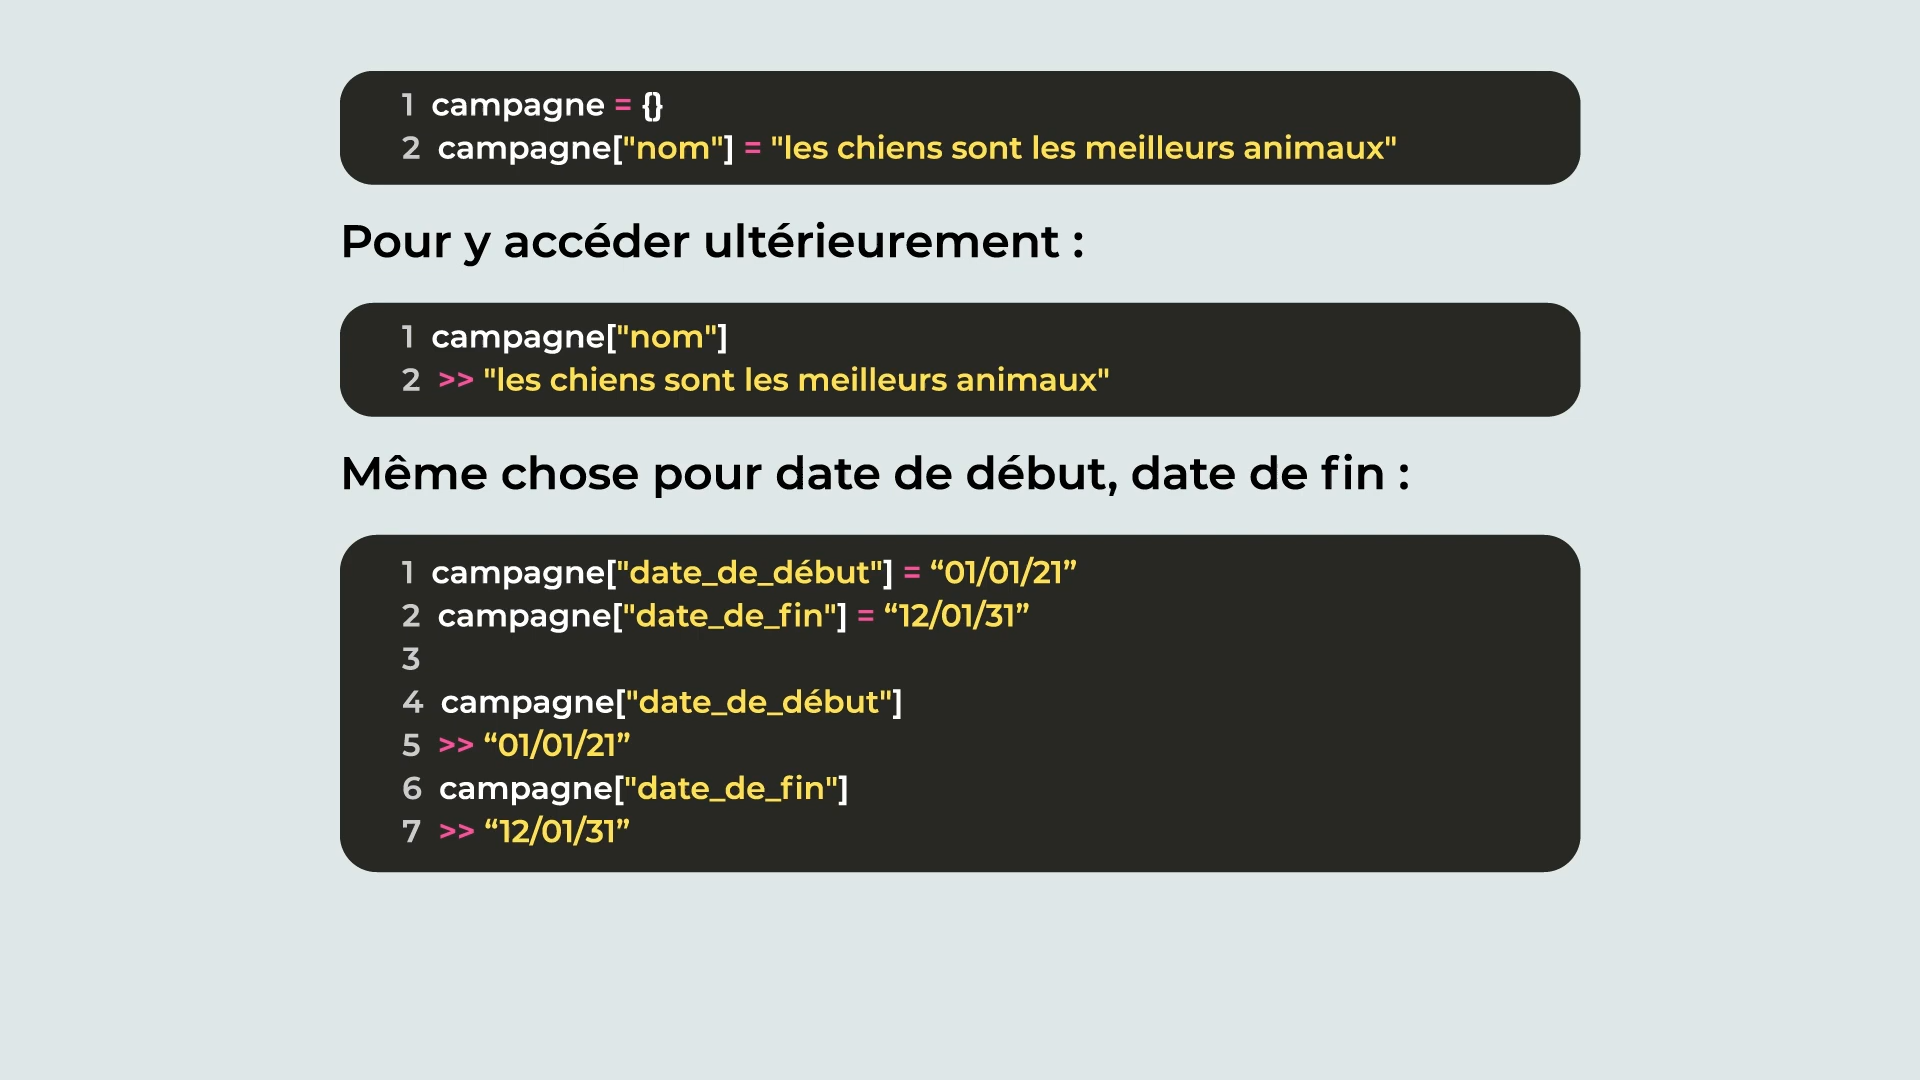 1 campagne = {}
2 campagne["nom"] = "les chiens sont les meilleurs animaux"
Pour y accéder ultérieurement :
1 campagne["nom"]
2 >> "les chiens sont les meilleurs animaux"
Même chose pour date de début, date de fin :
1 campagne["date_de_début"] = “01/01/21”
2 campagne["date_de_fin"] = “12/01/31”
3
4 campagne["date_de_début"]
5 >> “01/01/21”
6 campagne["date_de_fin"]
7 >> “12/01/31”